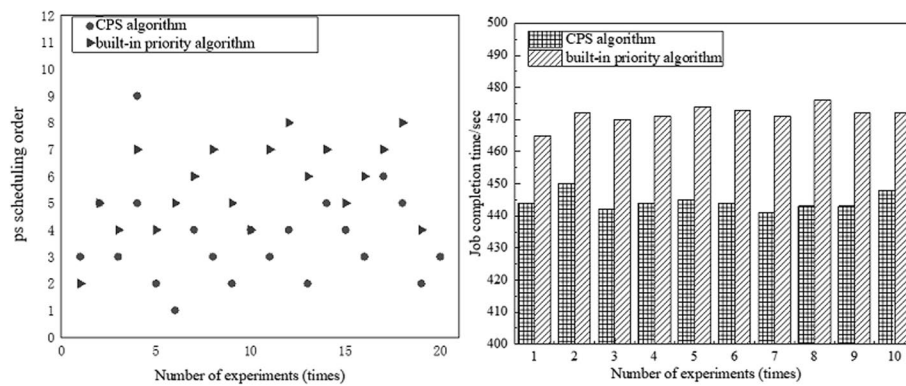 12
11
10
9
8
7
6
5
4
3
2
1
0
ps scheduling order
CPS algorithm
built-in priority algorithm
0 5 10 15 20
Number of experiments (times)
500
490
480
470
460
450
440
430
420
410
400
Job completion time/sec
CPS algorithm
built-in priority algorithm
1 2 3 4 5 6 7 8 9 10
Number of experiments (times)